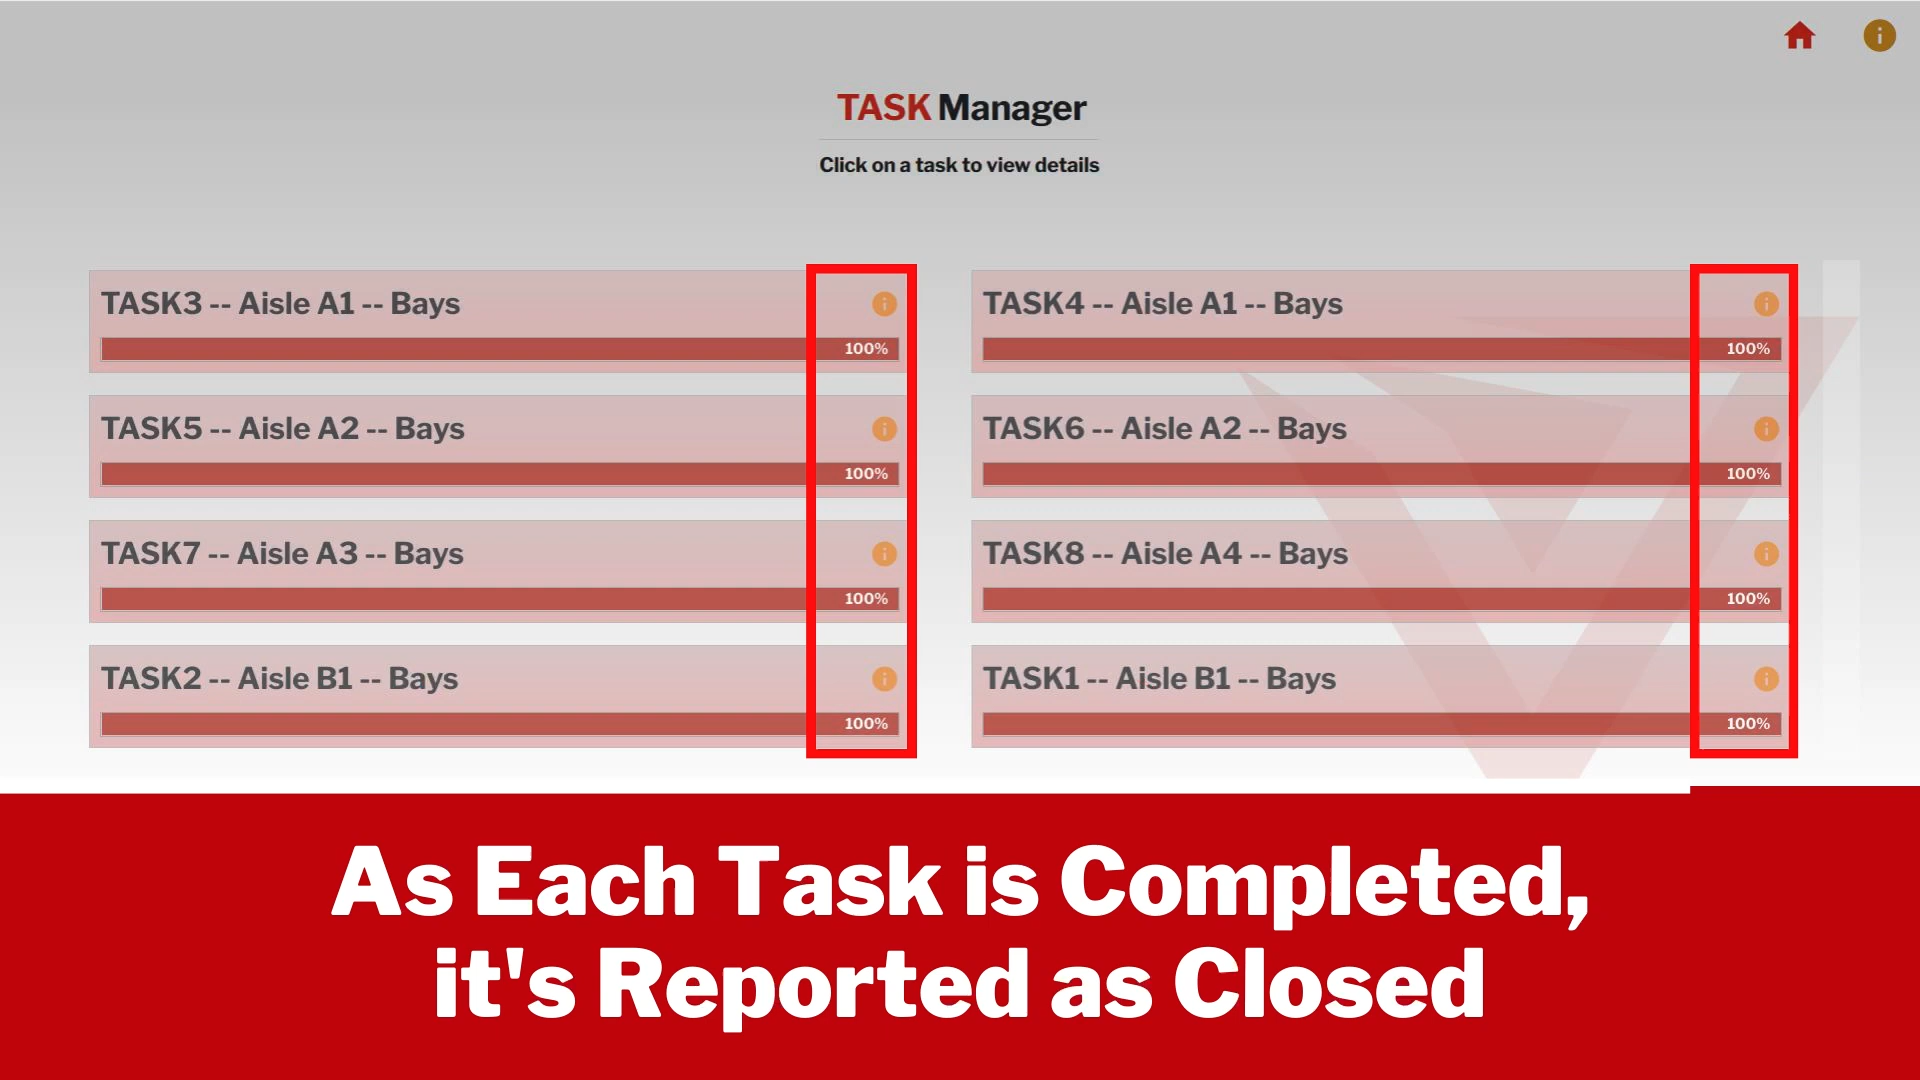 TASK Manager
Click on a task to view details
TASK3 -- Aisle A1 -- Bays
100%
TASK4 -- Aisle A1 -- Bays
100%
TASK5 -- Aisle A2 -- Bays
100%
TASK6 -- Aisle A2 -- Bays
100%
TASK7 -- Aisle A3 -- Bays
100%
TASK8 -- Aisle A4 -- Bays
100%
TASK2 -- Aisle B1 -- Bays
100%
TASK1 -- Aisle B1 -- Bays
100%
As Each Task is Completed,
it's Reported as Closed